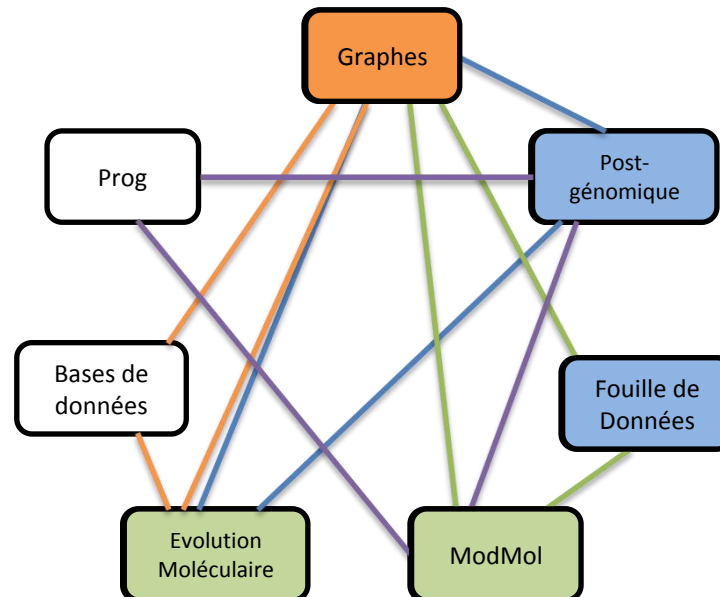 Graphes
Prog
Post-
génomique
Bases de
données
Fouille de
Données
Evolution
Moléculaire
ModMol